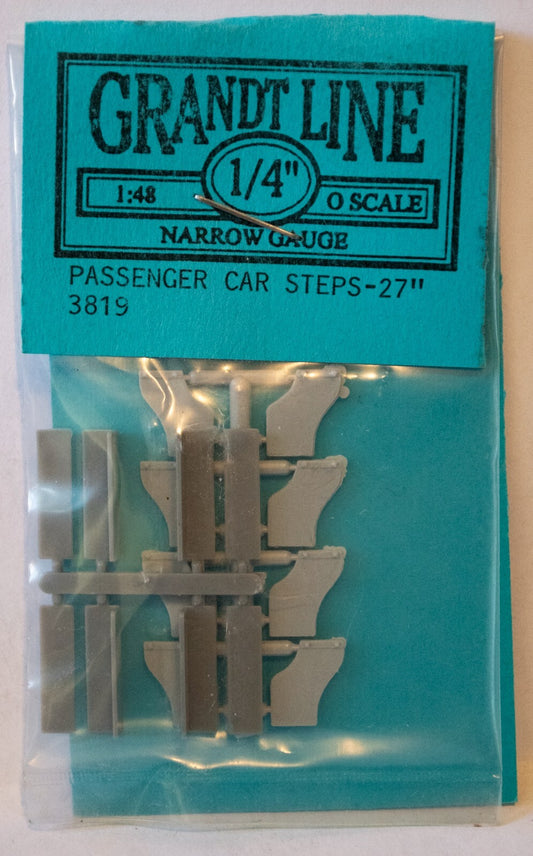 GRANDT LINE
1:48 1/4" O SCALE
NARROW GAUGE
PASSENGER CAR STEPS-27"
3819